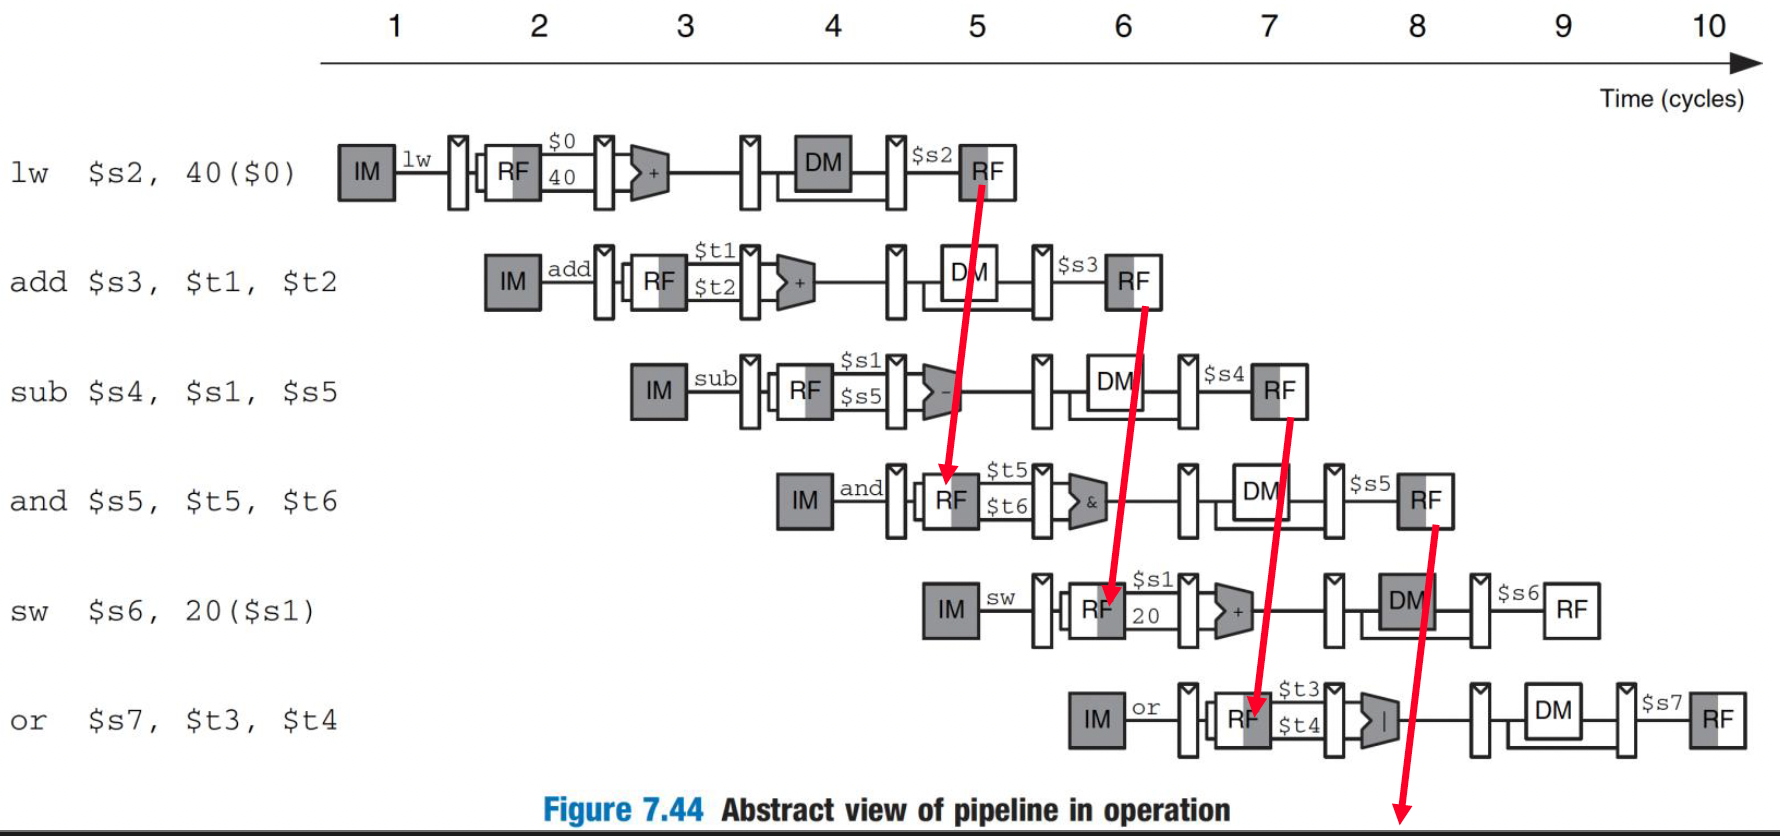 1 2 3 4 5 6 7 8 9 10
Time (cycles)
lw $s2, 40($0) IM lw RF $0 40 + DM $s2 RF
add $s3, $t1, $t2 IM add RF $t1 $t2 + DM $s3 RF
sub $s4, $s1, $s5 IM sub RF $s1 $s5 - DM $s4 RF
and $s5, $t5, $t6 IM and RF $t5 $t6 & DM $s5 RF
sw $s6, 20($s1) IM sw RF $s1 20 + DM $s6 RF
or $s7, $t3, $t4 IM or RF $t3 $t4 | DM $s7 RF
Figure 7.44 Abstract view of pipeline in operation